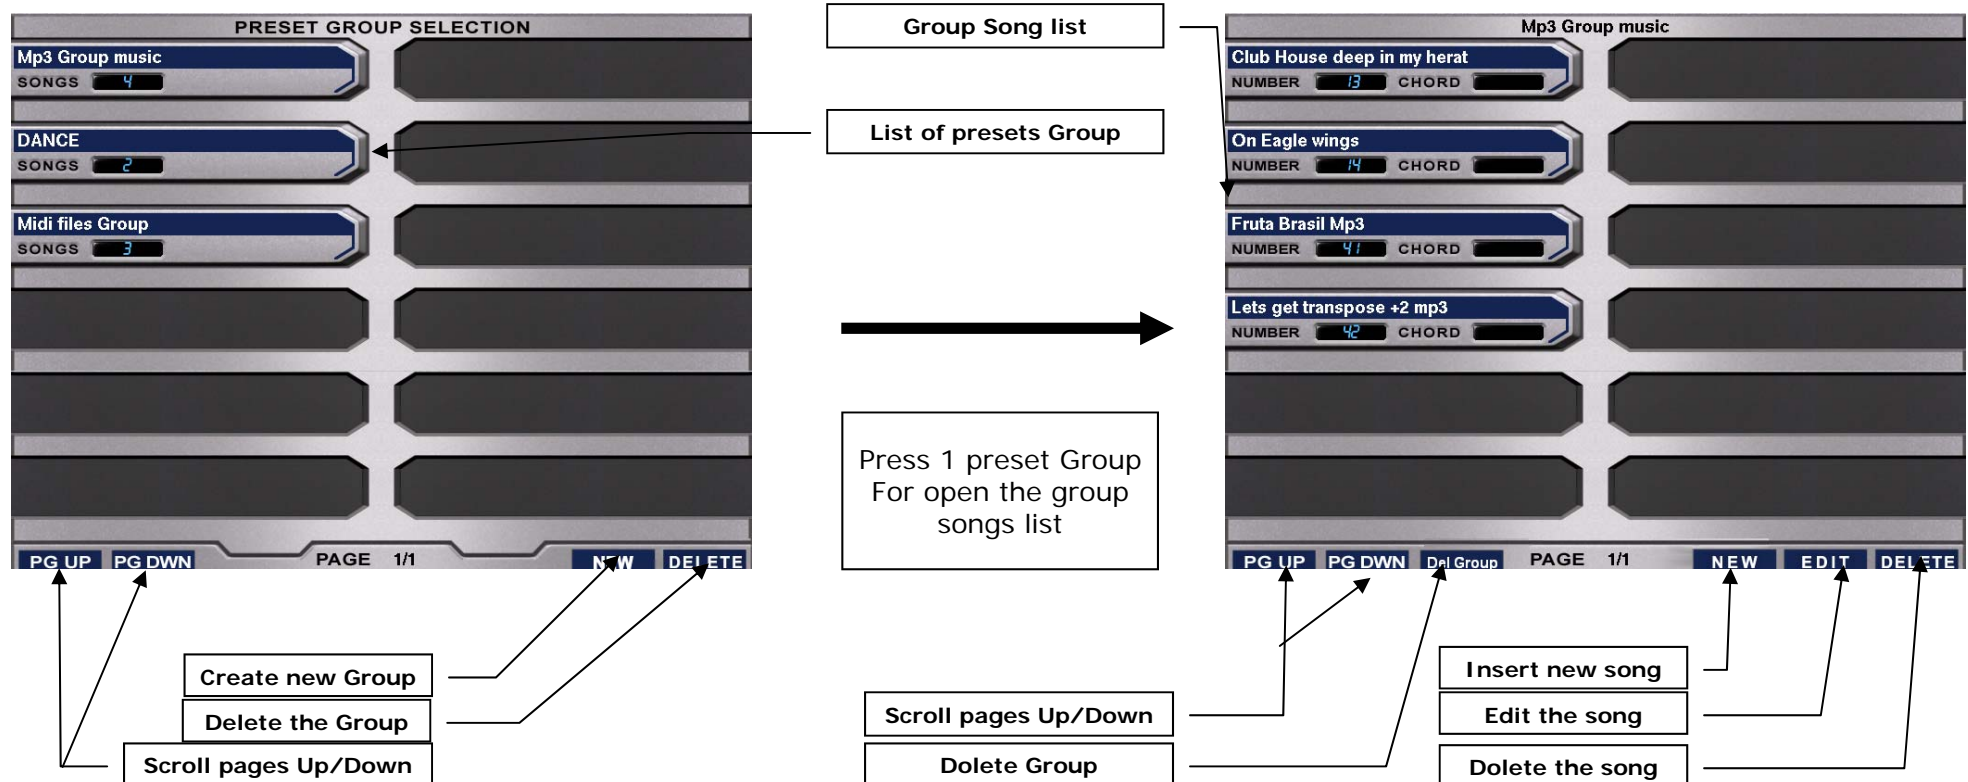 PRESET GROUP SELECTION
Mp3 Group music
SONGS 4
DANCE
SONGS 2
Midi files Group
SONGS 3
PG UP PG DWN PAGE 1/1 NEW DELETE
Create new Group
Delete the Group
Scroll pages Up/Down
Group Song list
List of presets Group
Press 1 preset Group
For open the group
songs list
Mp3 Group music
Club House deep in my herat
NUMBER 13 CHORD
On Eagle wings
NUMBER 14 CHORD
Fruta Brasil Mp3
NUMBER 41 CHORD
Lets get transpose +2 mp3
NUMBER 42 CHORD
PG UP PG DWN Del Group PAGE 1/1 NEW EDIT DELETE
Scroll pages Up/Down
Dolete Group
Insert new song
Edit the song
Dolete the song